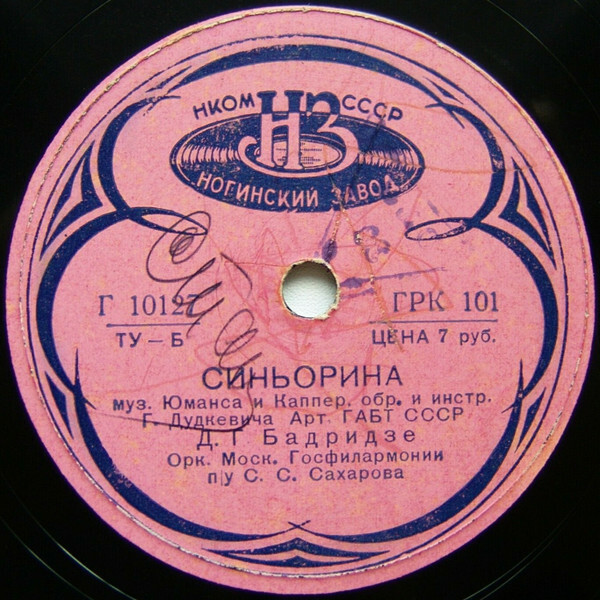 НКОМ НЗ СССР
НОГИНСКИЙ ЗАВОД
Г 10127 ГРК 101
ТУ – Б ЦЕНА 7 руб.
СИНЬОРИНА
муз. Юманса и Каппер, обр. и инстр.
Г. Дудкевича Арт. ГАБТ СССР
Д. Г Бадридзе
Орк. Моск. Госфилармонии
п/у С. С. Сахарова